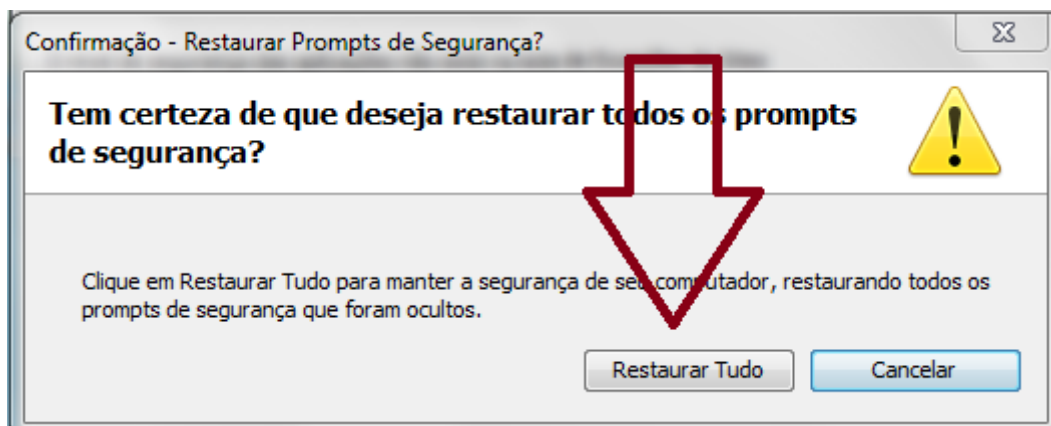 Confirmação - Restaurar Prompts de Segurança?
Tem certeza de que deseja restaurar todos os prompts
de segurança?
Clique em Restaurar Tudo para manter a segurança de seu computador, restaurando todos os
prompts de segurança que foram ocultos.
Restaurar Tudo Cancelar